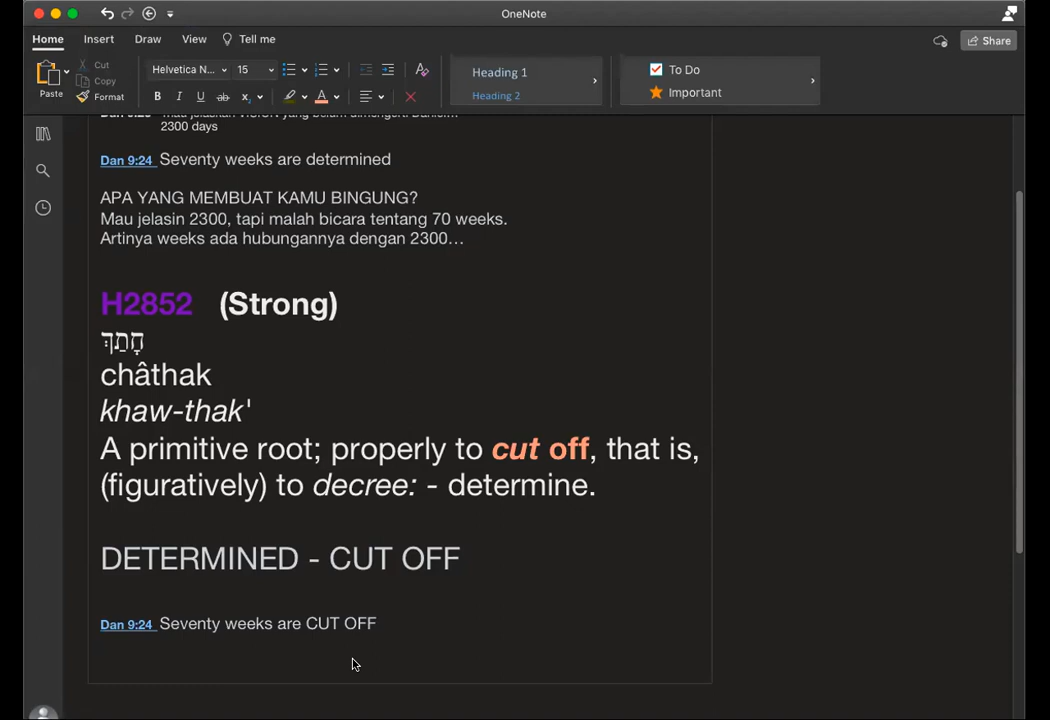 OneNote
Home Insert Draw View Tell me
Share
Paste
Cut
Copy
Format
Helvetica N... 15
B I U ab x A
Heading 1
Heading 2
To Do
Important
2300 days
Dan 9:24 Seventy weeks are determined
APA YANG MEMBUAT KAMU BINGUNG?
Mau jelasin 2300, tapi malah bicara tentang 70 weeks.
Artinya weeks ada hubungannya dengan 2300…
H2852 (Strong)
חָתַךְ
châthak
khaw-thak'
A primitive root; properly to cut off, that is,
(figuratively) to decree: - determine.
DETERMINED - CUT OFF
Dan 9:24 Seventy weeks are CUT OFF